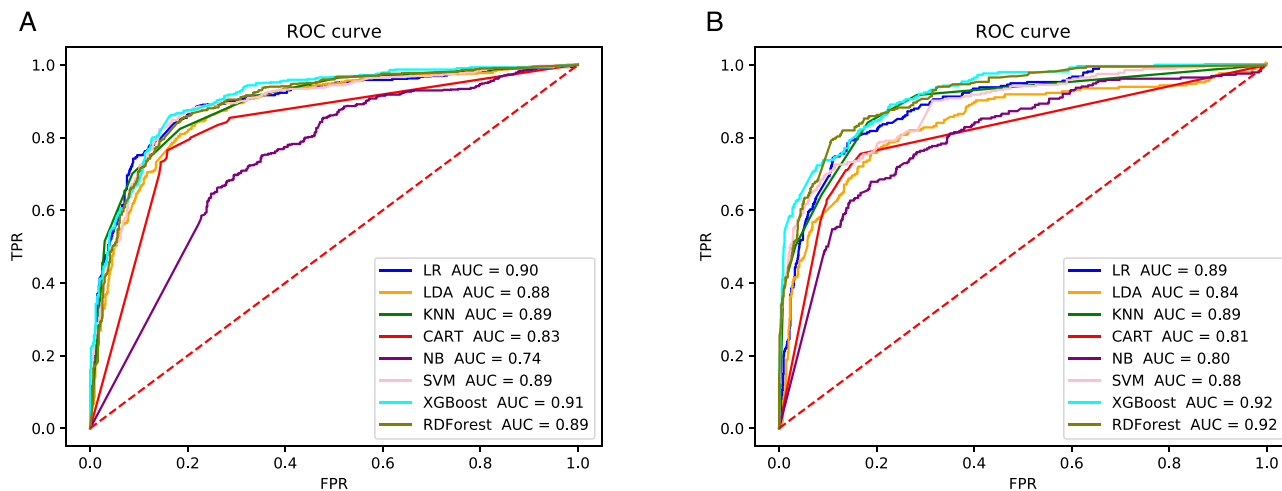 A
ROC curve
1.0
0.8
0.6
0.4
0.2
0.0
TPR
LR AUC = 0.90
LDA AUC = 0.88
KNN AUC = 0.89
CART AUC = 0.83
NB AUC = 0.74
SVM AUC = 0.89
XGBoost AUC = 0.91
RDForest AUC = 0.89
0.0 0.2 0.4 0.6 0.8 1.0
FPR
B
ROC curve
1.0
0.8
0.6
0.4
0.2
0.0
TPR
LR AUC = 0.89
LDA AUC = 0.84
KNN AUC = 0.89
CART AUC = 0.81
NB AUC = 0.80
SVM AUC = 0.88
XGBoost AUC = 0.92
RDForest AUC = 0.92
0.0 0.2 0.4 0.6 0.8 1.0
FPR